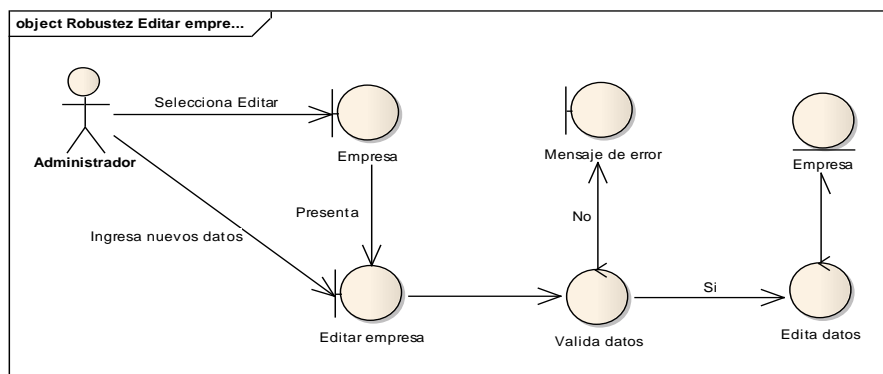 object Robustez Editar empre...
Selecciona Editar
Empresa
Mensaje de error
Empresa
Administrador
Presenta
No
Ingresa nuevos datos
Si
Editar empresa
Valida datos
Edita datos